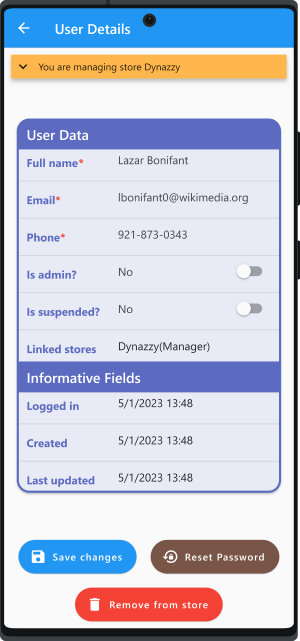 User Details
You are managing store Dynazzy
User Data
Full name* Lazar Bonifant
Email* lbonifant0@wikimedia.org
Phone* 921-873-0343
Is admin? No
Is suspended? No
Linked stores Dynazzy(Manager)
Informative Fields
Logged in 5/1/2023 13:48
Created 5/1/2023 13:48
Last updated 5/1/2023 13:48
Save changes Reset Password
Remove from store